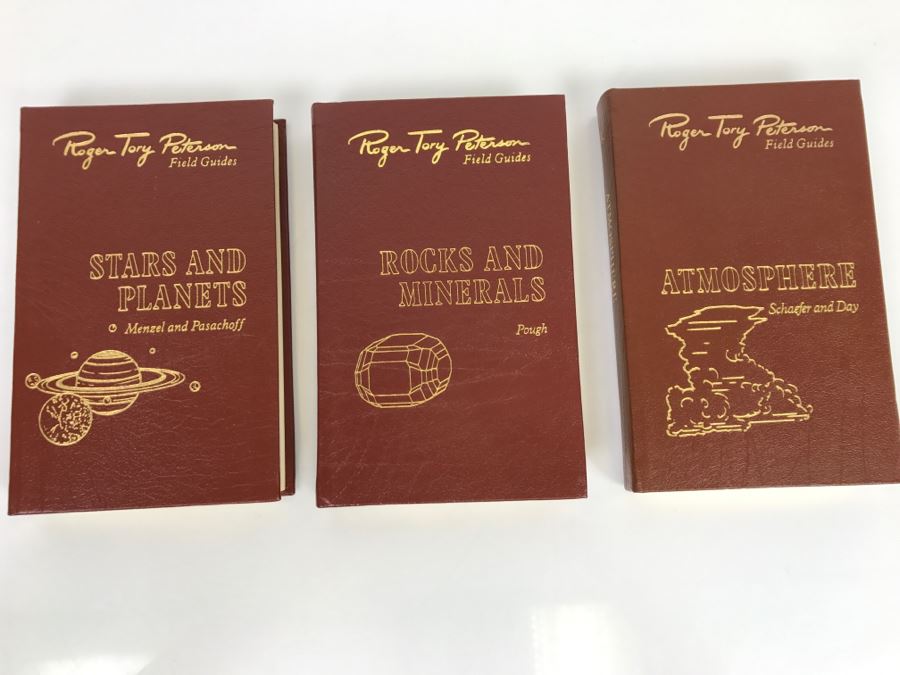 Roger Tory Peterson
Field Guides
STARS AND
PLANETS
Menzel and Pasachoff
Roger Tory Peterson
Field Guides
ROCKS AND
MINERALS
Pough
Roger Tory Peterson
Field Guides
ATMOSPHERE
Schaefer and Day